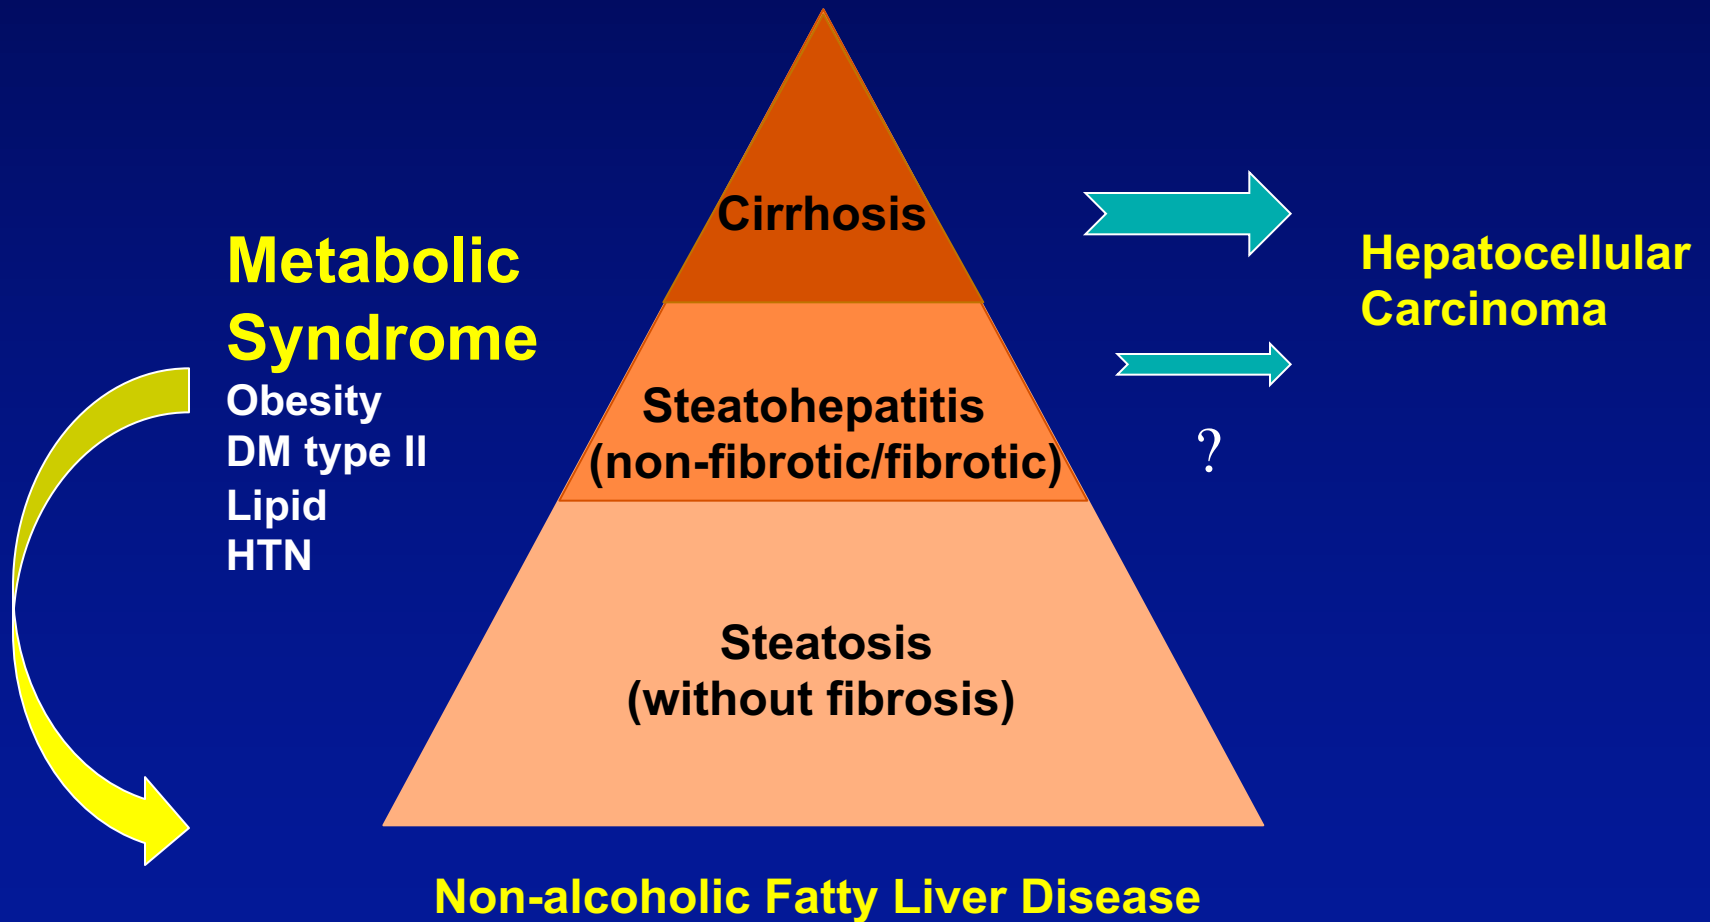 Cirrhosis
Metabolic
Syndrome
Obesity
DM type II
Lipid
HTN
Steatohepatitis
(non-fibrotic/fibrotic)
Steatosis
(without fibrosis)
Hepatocellular
Carcinoma
?
Non-alcoholic Fatty Liver Disease